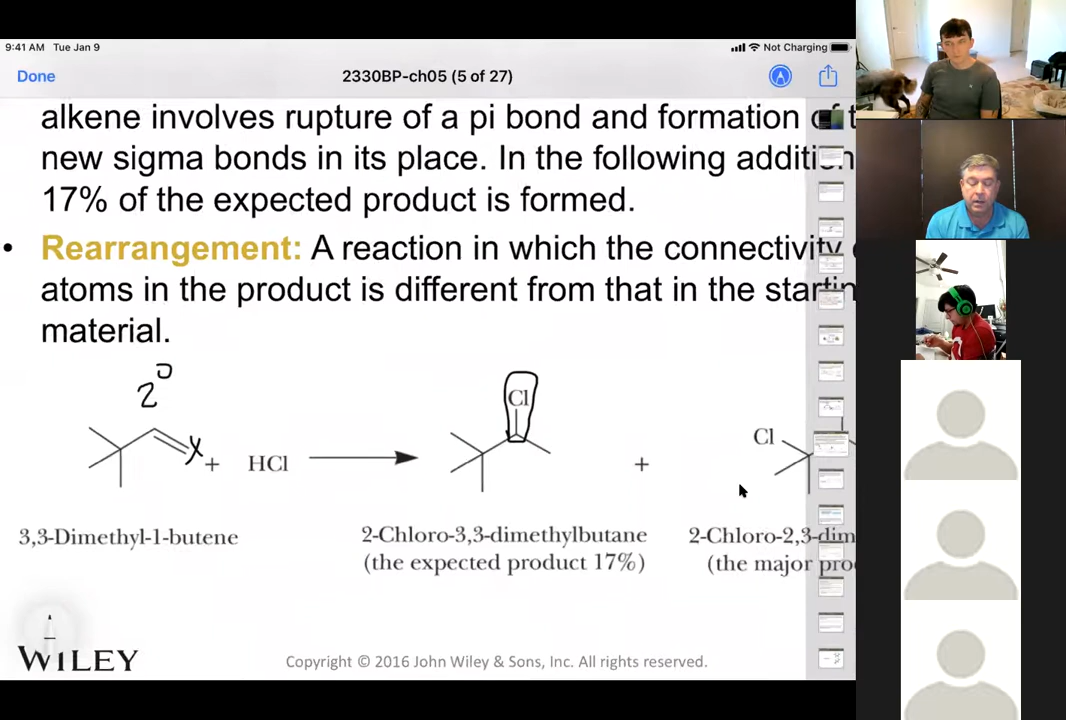 9:41 AM Tue Jan 9
Not Charging
Done
2330BP-ch05 (5 of 27)
alkene involves rupture of a pi bond and formation
new sigma bonds in its place. In the following
17% of the expected product is formed.
• Rearrangement: A reaction in which the connectivity
atoms in the product is different from that in the
material.
2°
Cl
Cl
X
+ HCl
+
3,3-Dimethyl-1-butene
2-Chloro-3,3-dimethylbutane
2-Chloro-2,3-dim
(the expected product 17%)
(the major pro
WILEY
Copyright © 2016 John Wiley & Sons, Inc. All rights reserved.